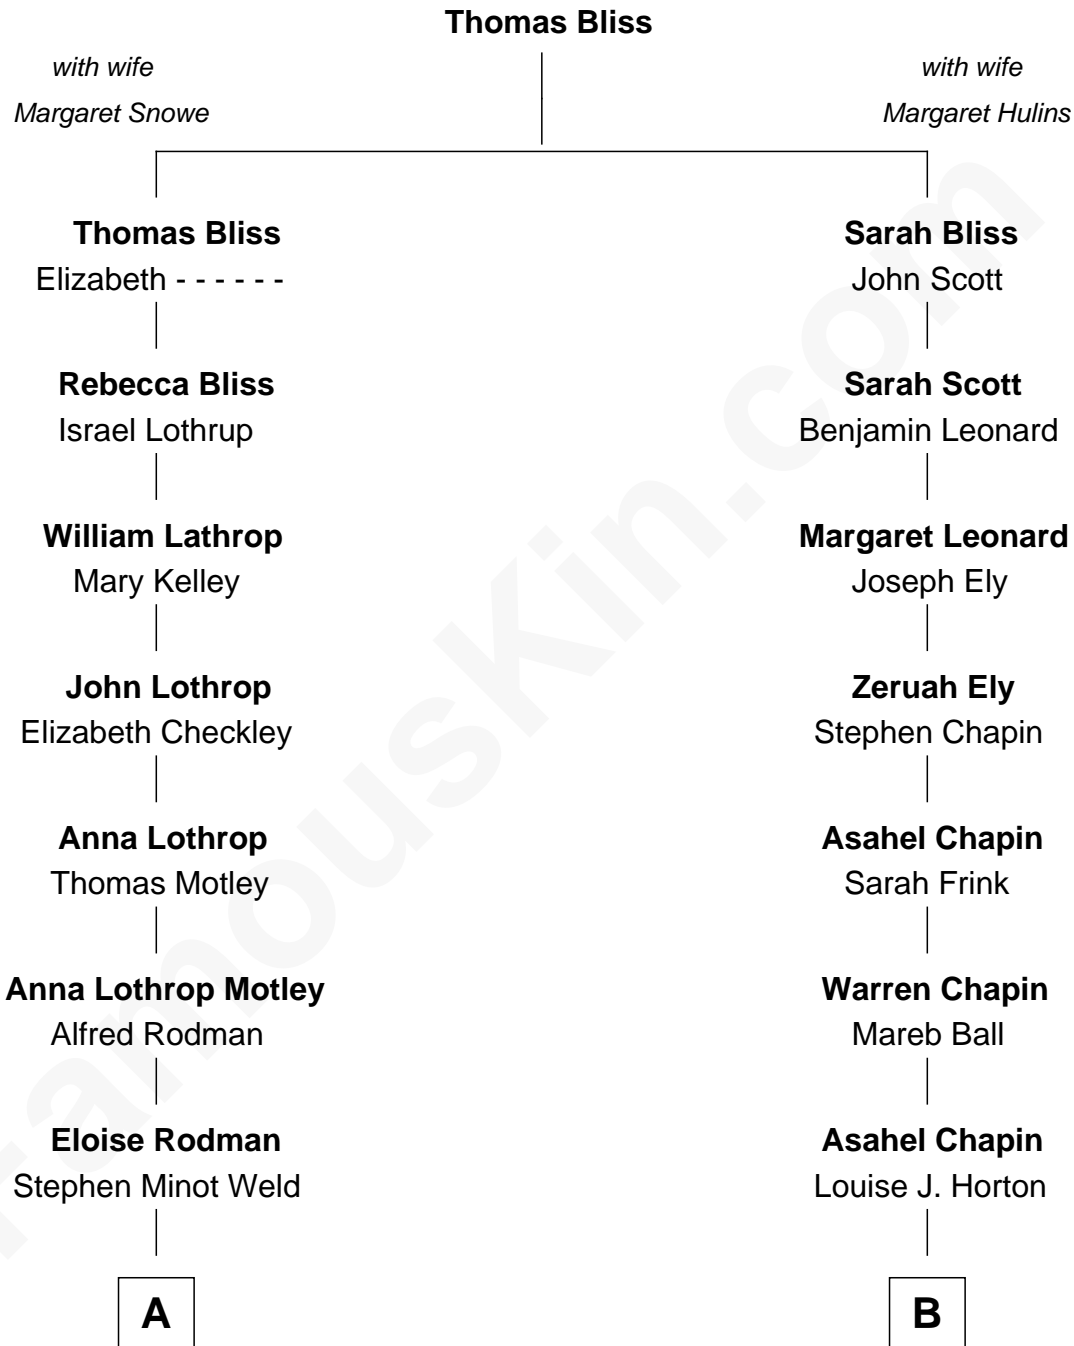 Thomas Bliss
with wife
Margaret Snowe
with wife
Margaret Hulins
Thomas Bliss
Elizabeth - - - - - -
Sarah Bliss
John Scott
Rebecca Bliss
Israel Lothrup
Sarah Scott
Benjamin Leonard
William Lathrop
Mary Kelley
Margaret Leonard
Joseph Ely
John Lothrop
Elizabeth Checkley
Zeruah Ely
Stephen Chapin
Anna Lothrop
Thomas Motley
Asahel Chapin
Sarah Frink
Anna Lothrop Motley
Alfred Rodman
Warren Chapin
Mareb Ball
Eloise Rodman
Stephen Minot Weld
Asahel Chapin
Louise J. Horton
A
B
FamousKin.com